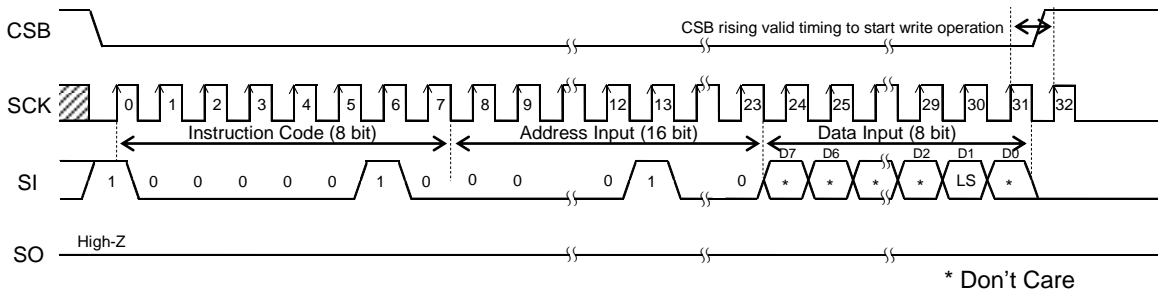 CSB
CSB rising valid timing to start write operation
SCK
0 1 2 3 4 5 6 7 8 9 12 13 23 24 25 29 30 31 32
Instruction Code (8 bit) Address Input (16 bit) Data Input (8 bit)
D7 D6 D2 D1 D0
SI
1 0 0 0 0 0 1 0 0 0 0 1 0 * * * * LS *
SO
High-Z
* Don't Care